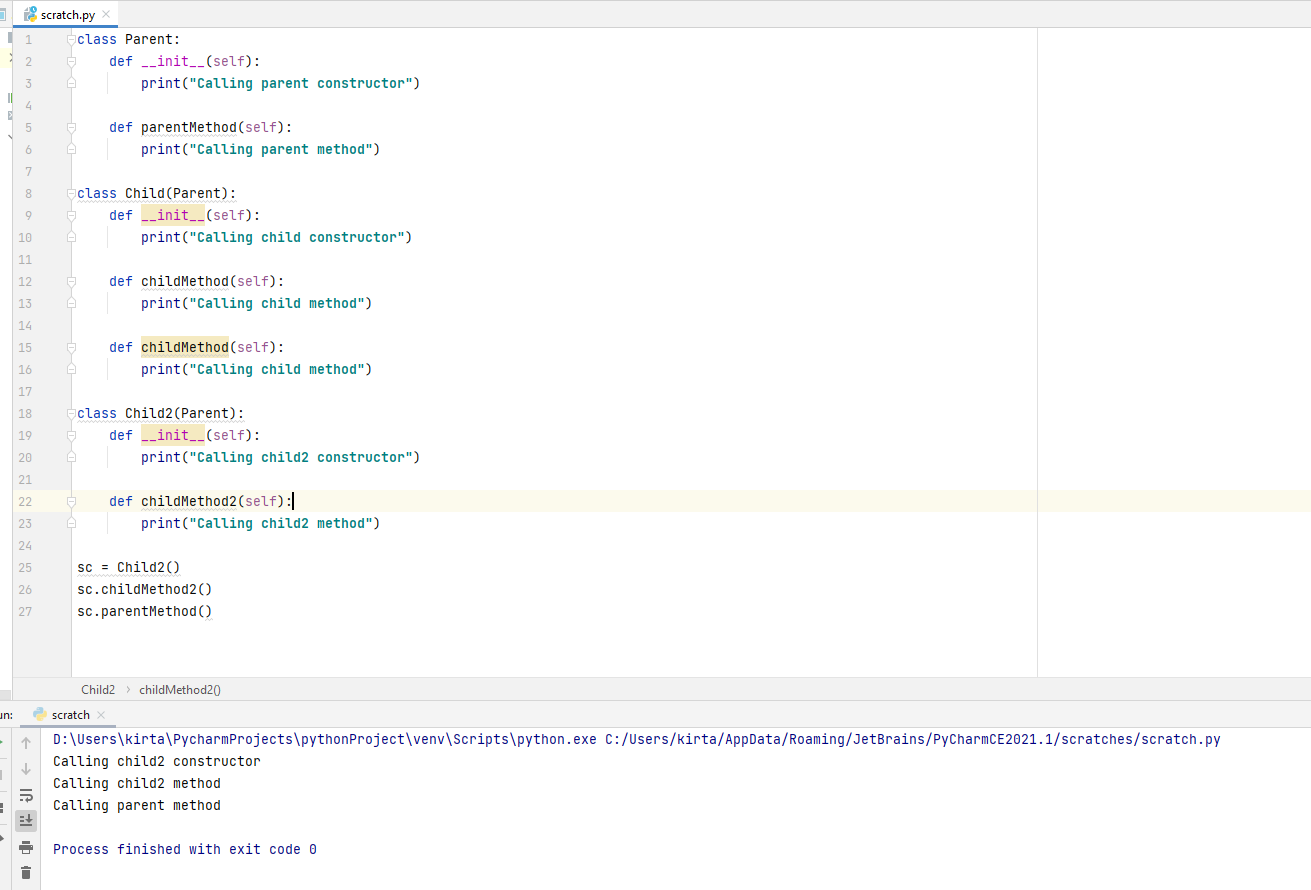 scratch.py
1 class Parent:
2     def __init__(self):
3         print("Calling parent constructor")
4
5     def parentMethod(self):
6         print("Calling parent method")
7
8 class Child(Parent):
9     def __init__(self):
10         print("Calling child constructor")
11
12     def childMethod(self):
13         print("Calling child method")
14
15     def childMethod(self):
16         print("Calling child method")
17
18 class Child2(Parent):
19     def __init__(self):
20         print("Calling child2 constructor")
21
22     def childMethod2(self):
23         print("Calling child2 method")
24
25 sc = Child2()
26 sc.childMethod2()
27 sc.parentMethod()
Child2 › childMethod2()
un: scratch
D:\Users\kirta\PycharmProjects\pythonProject\venv\Scripts\python.exe C:/Users/kirta/AppData/Roaming/JetBrains/PyCharmCE2021.1/scratches/scratch.py
Calling child2 constructor
Calling child2 method
Calling parent method
Process finished with exit code 0